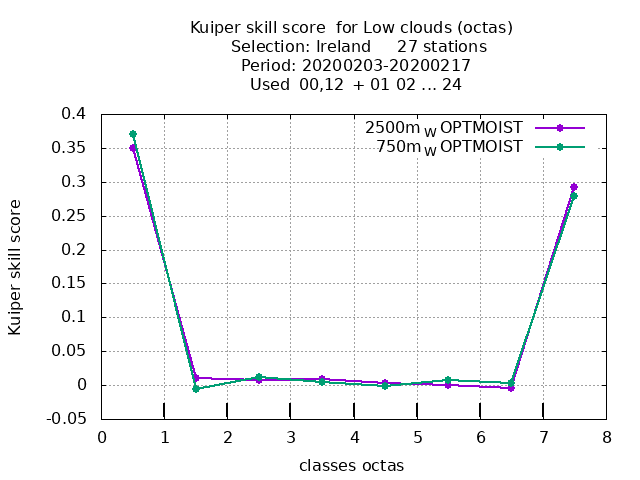 Kuiper skill score for Low clouds (octas)
Selection: Ireland 27 stations
Period: 20200203-20200217
Used 00,12 + 01 02 ... 24
2500m W OPTMOIST
750m W OPTMOIST
0.4
0.35
0.3
0.25
0.2
0.15
0.1
0.05
0
-0.05
Kuiper skill score
0 1 2 3 4 5 6 7 8
classes octas